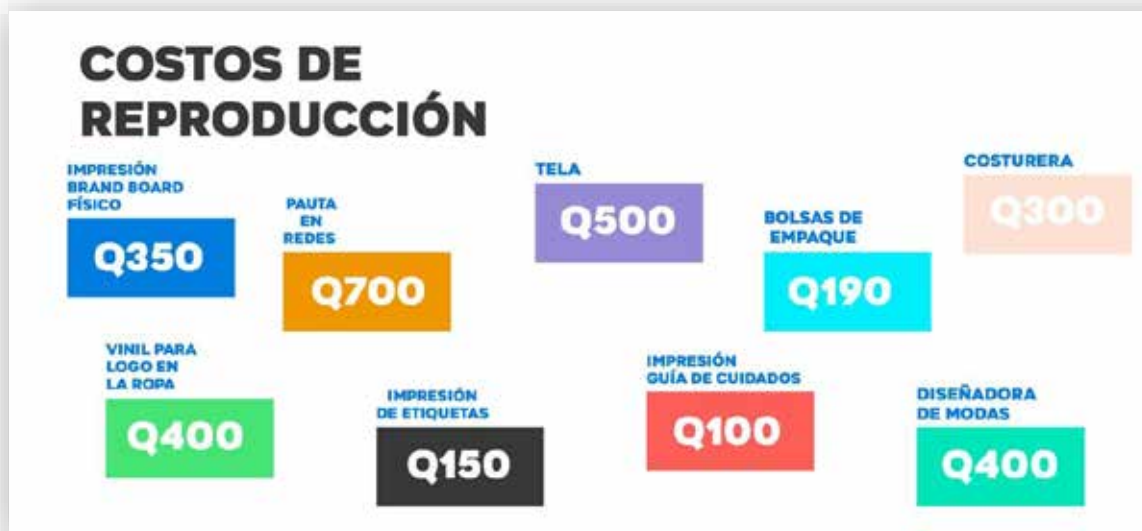 COSTOS DE
REPRODUCCIÓN
IMPRESIÓN
BRAND BOARD
FÍSICO
Q350
PAUTA
EN
REDES
Q700
TELA
Q500
BOLSAS DE
EMPAQUE
Q190
COSTURERA
Q300
VINIL PARA
LOGO EN
LA ROPA
Q400
IMPRESIÓN
DE ETIQUETAS
Q150
IMPRESIÓN
GUÍA DE CUIDADOS
Q100
DISEÑADORA
DE MODAS
Q400